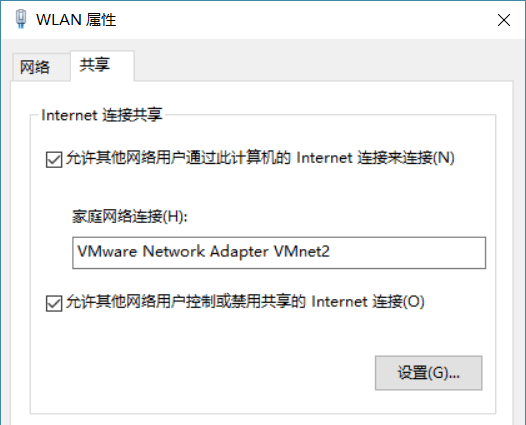 WLAN 属性
网络
共享
Internet 连接共享
允许其他网络用户通过此计算机的 Internet 连接来连接(N)
家庭网络连接(H):
VMware Network Adapter VMnet2
允许其他网络用户控制或禁用共享的 Internet 连接(O)
设置(G)...